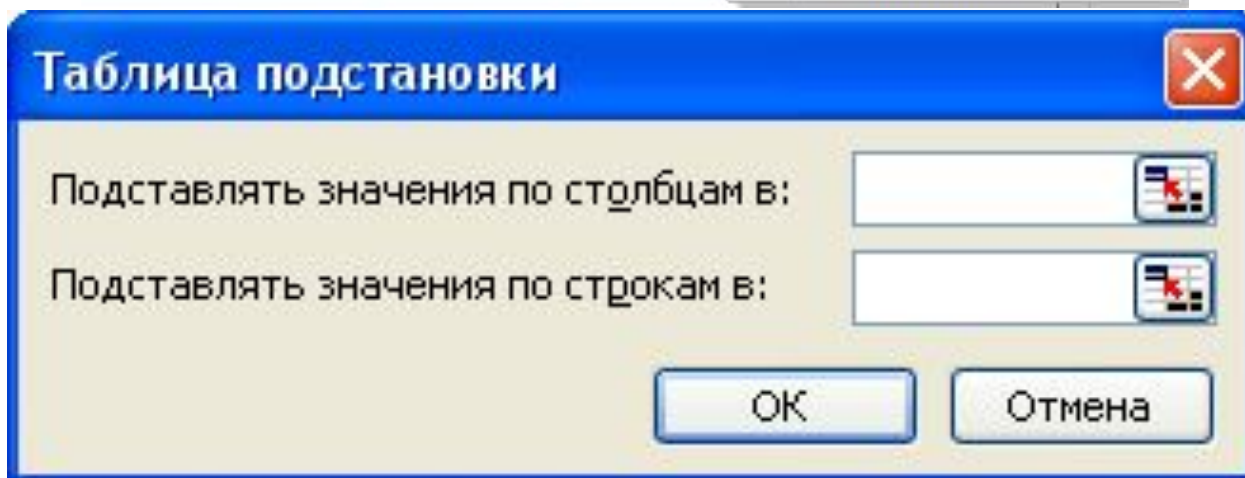 Таблица подстановки
Подставлять значения по столбцам в:
Подставлять значения по строкам в:
ОК Отмена